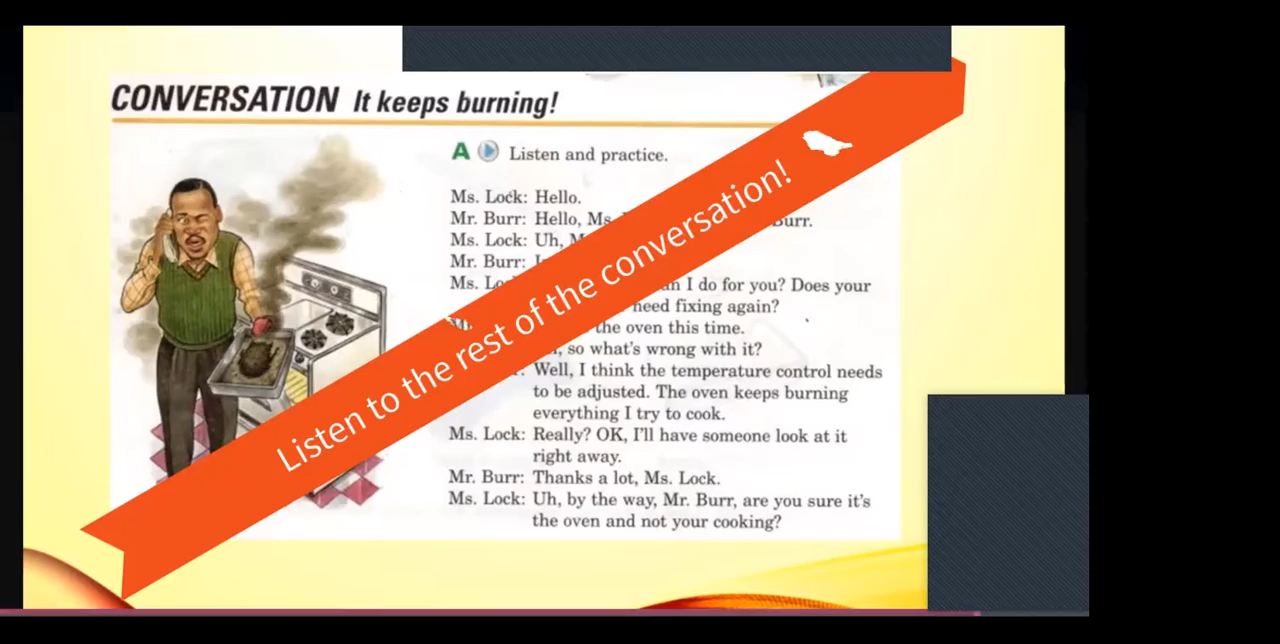 CONVERSATION It keeps burning!
A Listen and practice.
Ms. Lock: Hello.
Mr. Burr: Hello, Ms. Burr.
Ms. Lock: Uh,
Mr. Burr:
Ms. I do for you? Does your
need fixing again?
the oven this time.
so what's wrong with it?
Well, I think the temperature control needs
to be adjusted. The oven keeps burning
everything I try to cook.
Ms. Lock: Really? OK, I'll have someone look at it
right away.
Mr. Burr: Thanks a lot, Ms. Lock.
Ms. Lock: Uh, by the way, Mr. Burr, are you sure it's
the oven and not your cooking?
Listen to the rest of the conversation!